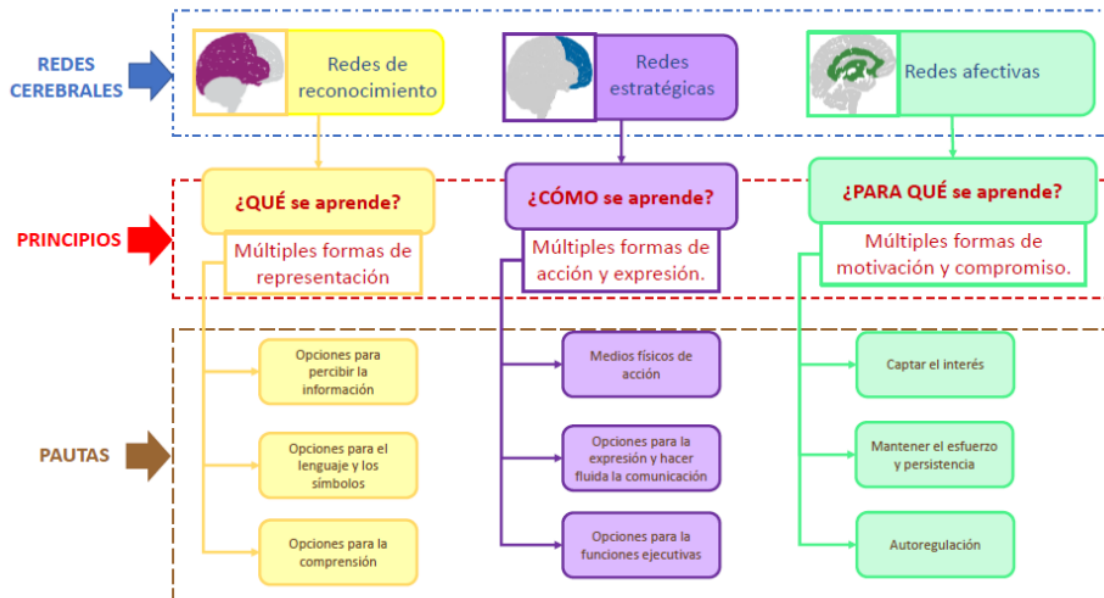 REDES
CEREBRALES
Redes de
reconocimiento
Redes
estratégicas
Redes afectivas
PRINCIPIOS
¿QUÉ se aprende?
Múltiples formas de
representación
¿CÓMO se aprende?
Múltiples formas de
acción y expresión.
¿PARA QUÉ se aprende?
Múltiples formas de
motivación y compromiso.
PAUTAS
Opciones para
percibir la
información
Medios físicos de
acción
Captar el interés
Opciones para el
lenguaje y los
símbolos
Opciones para la
expresión y hacer
fluida la comunicación
Mantener el esfuerzo
y persistencia
Opciones para la
comprensión
Opciones para la
funciones ejecutivas
Autoregulación